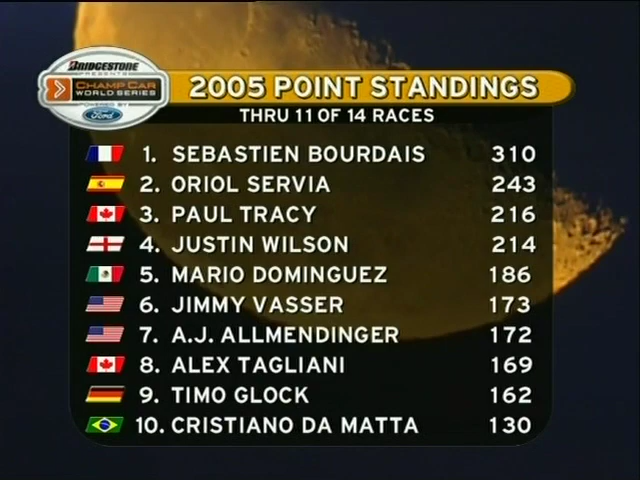 BRIDGESTONE
PRESENTS
CHAMP CAR
WORLD SERIES
POWERED BY
Ford
2005 POINT STANDINGS
THRU 11 OF 14 RACES
1. SEBASTIEN BOURDAIS 310
2. ORIOL SERVIA 243
3. PAUL TRACY 216
4. JUSTIN WILSON 214
5. MARIO DOMINGUEZ 186
6. JIMMY VASSER 173
7. A.J. ALLMENDINGER 172
8. ALEX TAGLIANI 169
9. TIMO GLOCK 162
10. CRISTIANO DA MATTA 130